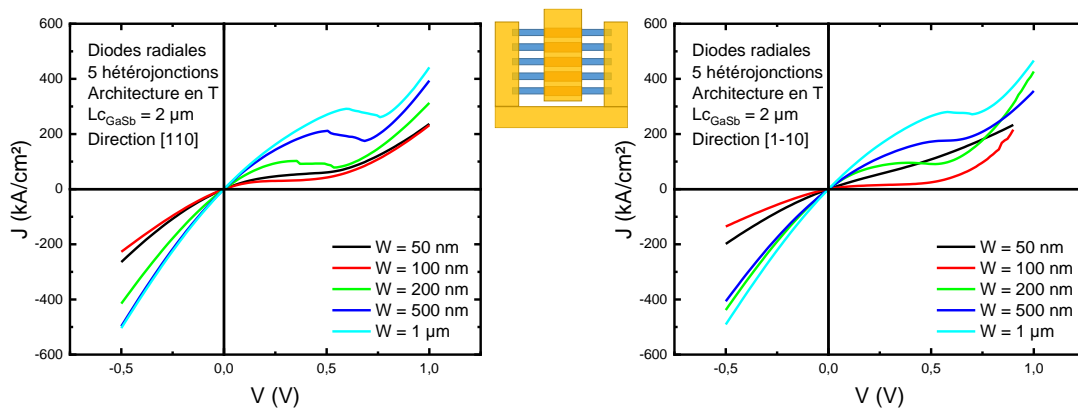 600
400
200
0
-200
-400
-600
J (kA/cm²)
Diodes radiales
5 hétérojonctions
Architecture en T
Lc_GaSb = 2 µm
Direction [110]
W = 50 nm
W = 100 nm
W = 200 nm
W = 500 nm
W = 1 µm
-0,5 0,0 0,5 1,0
V (V)
600
400
200
0
-200
-400
-600
J (kA/cm²)
Diodes radiales
5 hétérojonctions
Architecture en T
Lc_GaSb = 2 µm
Direction [1-10]
W = 50 nm
W = 100 nm
W = 200 nm
W = 500 nm
W = 1 µm
-0,5 0,0 0,5 1,0
V (V)